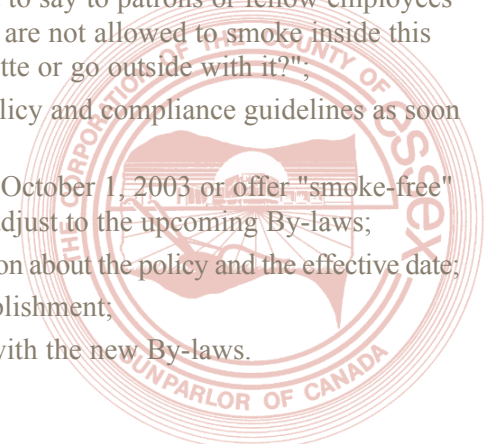 to say to patrons or fellow employees
are not allowed to smoke inside this
tte or go outside with it?";
licy and compliance guidelines as soon
October 1, 2003 or offer "smoke-free"
adjust to the upcoming By-laws;
on about the policy and the effective date;
blishment;
with the new By-laws.
THE CORPORATION OF THE COUNTY OF
essex
SUNPARLOR OF CANADA